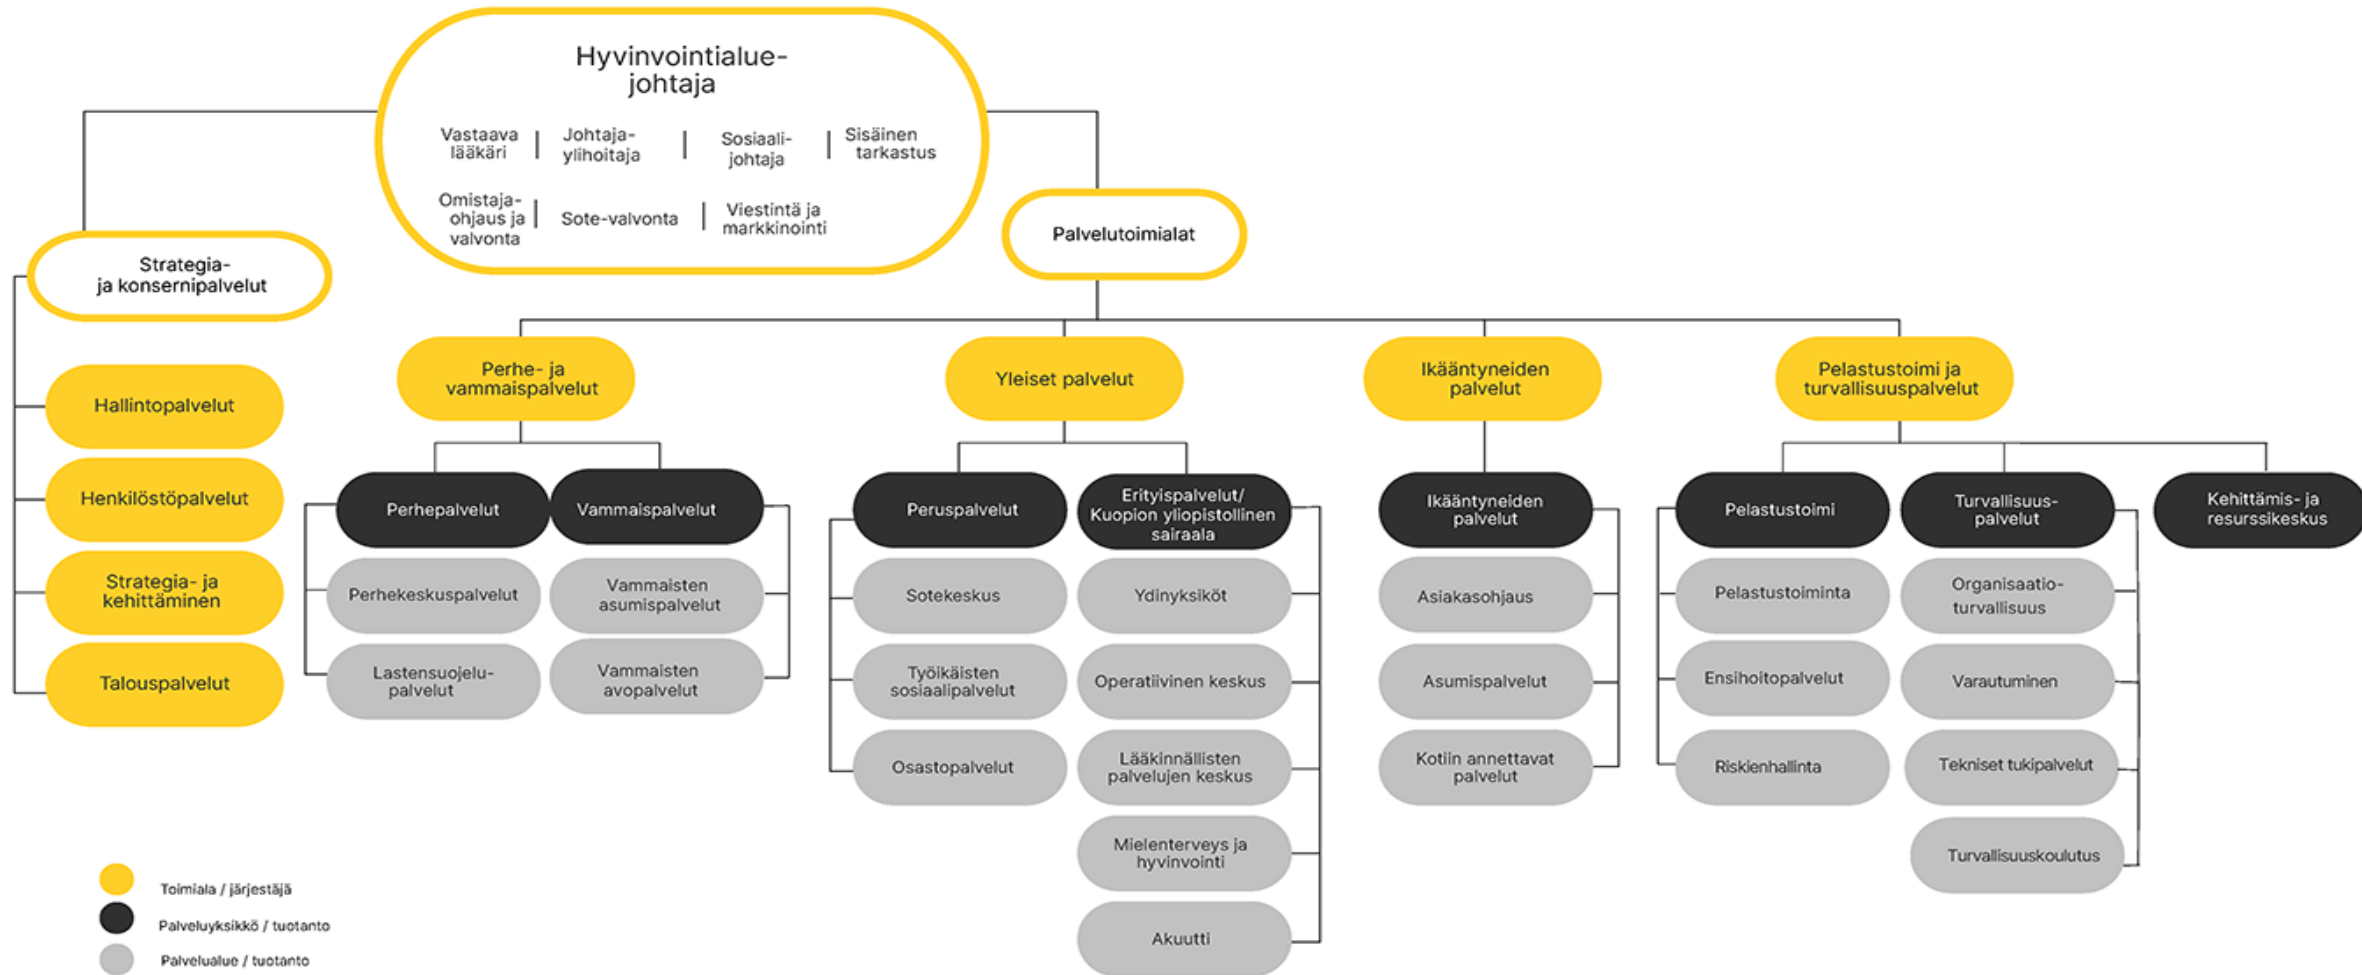 Hyvinvointialue-
johtaja
Vastaava
lääkäri
Johtaja-
ylihoitaja
Sosiaali-
johtaja
Sisäinen
tarkastus
Omistaja-
ohjaus ja
valvonta
Sote-valvonta
Viestintä ja
markkinointi
Strategia-
ja konsernipalvelut
Palvelutoimialat
Hallintopalvelut
Henkilöstöpalvelut
Strategia- ja
kehittäminen
Talouspalvelut
Perhe- ja
vammaispalvelut
Perhepalvelut
Perhekeskuspalvelut
Lastensuojelu-
palvelut
Vammaispalvelut
Vammaisten
asumispalvelut
Vammaisten
avopalvelut
Yleiset palvelut
Peruspalvelut
Sotekeskus
Työikäisten
sosiaalipalvelut
Osastopalvelut
Erityispalvelut/
Kuopion yliopistollinen
sairaala
Ydinyksiköt
Operatiivinen keskus
Lääkinnällisten
palvelujen keskus
Mielenterveys ja
hyvinvointi
Akuutti
Ikääntyneiden
palvelut
Ikääntyneiden
palvelut
Asiakasohjaus
Asumispalvelut
Kotiin annettavat
palvelut
Pelastustoimi ja
turvallisuuspalvelut
Pelastustoimi
Pelastustoiminta
Ensihoitopalvelut
Riskienhallinta
Turvallisuus-
palvelut
Organisaatio-
turvallisuus
Varautuminen
Tekniset tukipalvelut
Turvallisuuskoulutus
Kehittämis- ja
resurssikeskus
Toimiala / järjestäjä
Palveluyksikkö / tuotanto
Palvelualue / tuotanto